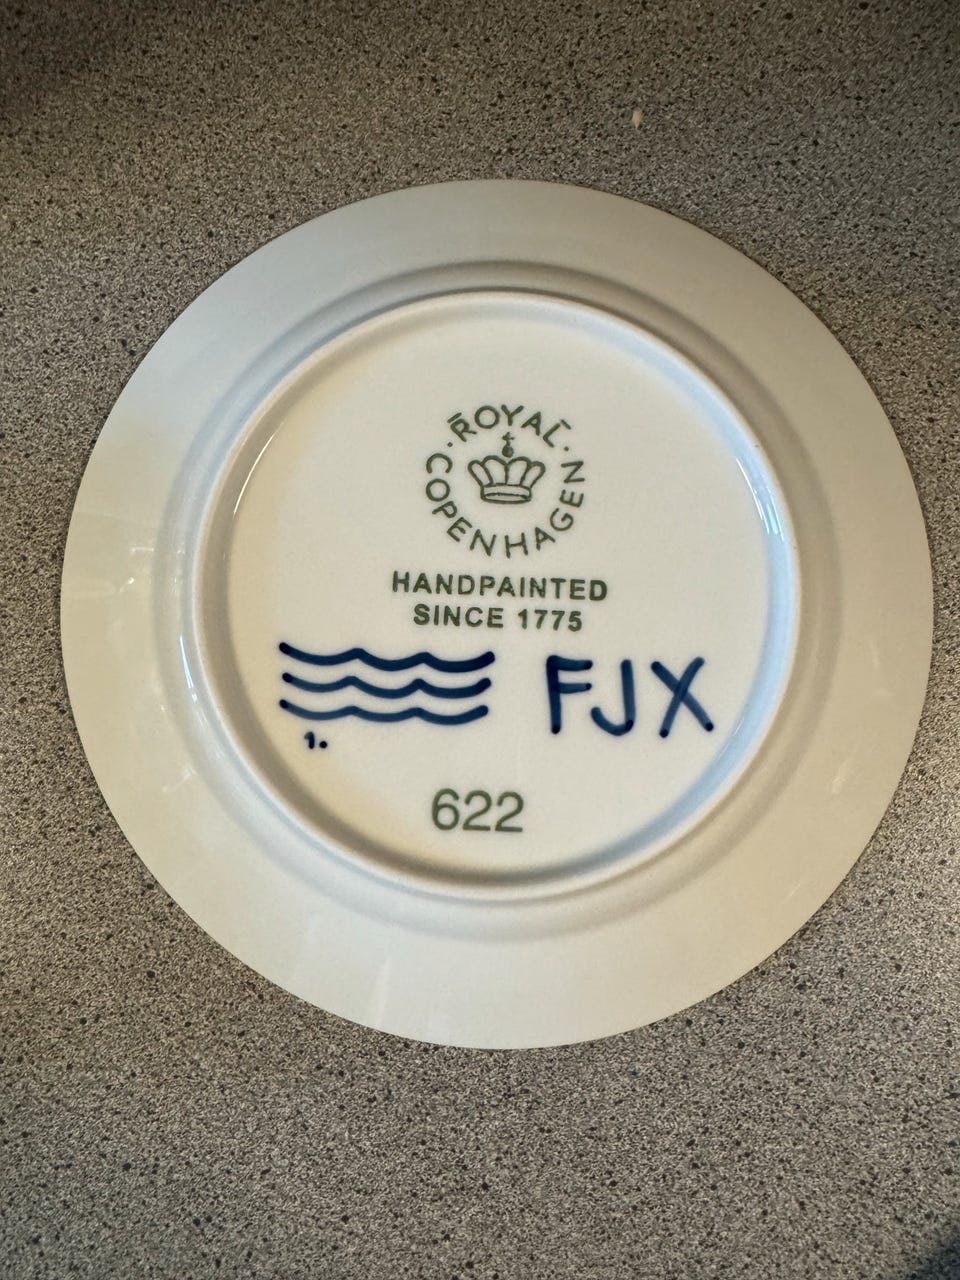 ROYAL
COPENHAGEN
HANDPAINTED
SINCE 1775
FJX
1.
622